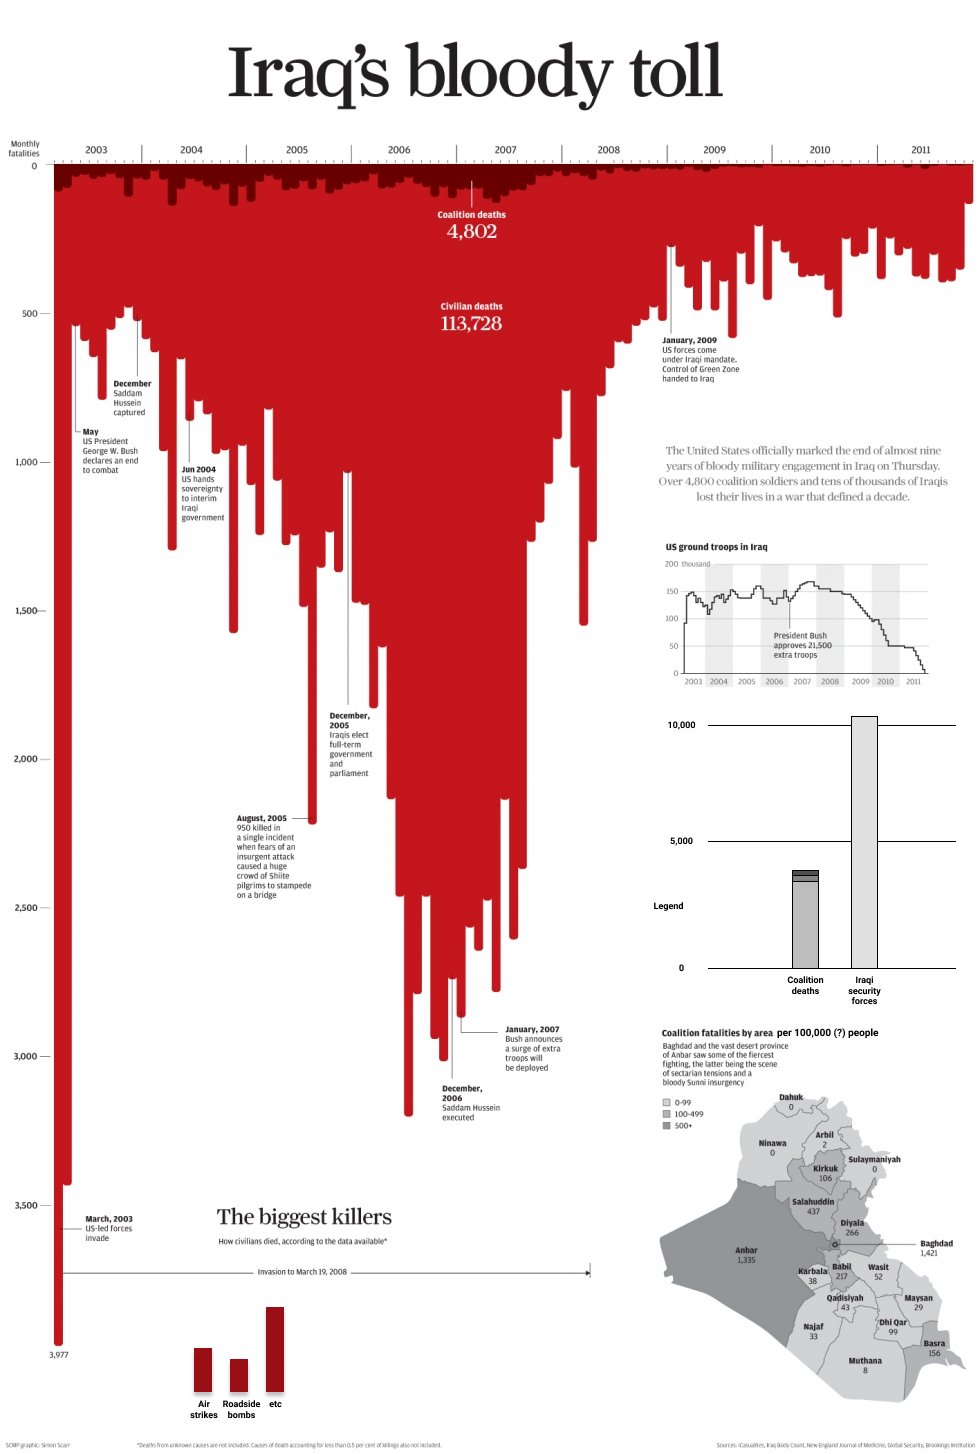 Iraq's bloody toll
Monthly
fatalities
2003
2004
2005
2006
2007
2008
2009
2010
2011
0
500
1,000
1,500
2,000
2,500
3,000
3,500
Coalition deaths
4,802
Civilian deaths
113,728
December
Saddam
Hussein
captured
May
US President
George W. Bush
declares an end
to combat
Jun 2004
US hands
sovereignty
to interim
Iraqi
government
January, 2009
US forces come
under Iraqi mandate.
Control of Green Zone
handed to Iraq
December,
2005
Iraqis elect
full-term
government
and
parliament
August, 2005
950 killed in
a single incident
when fears of an
insurgent attack
caused a huge
crowd of Shiite
pilgrims to stampede
on a bridge
January, 2007
Bush announces
a surge of extra
troops will
be deployed
December,
2006
Saddam Hussein
executed
March, 2003
US-led forces
invade
3,977
The United States officially marked the end of almost nine
years of bloody military engagement in Iraq on Thursday.
Over 4,800 coalition soldiers and tens of thousands of Iraqis
lost their lives in a war that defined a decade.
US ground troops in Iraq
200 thousand
150
100
50
0
President Bush
approves 21,500
extra troops
2003
2004
2005
2006
2007
2008
2009
2010
2011
10,000
5,000
Legend
0
Coalition
deaths
Iraqi
security
forces
Coalition fatalities by area per 100,000 (?) people
Baghdad and the vast desert province
of Anbar saw some of the fiercest
fighting, the latter being the scene
of sectarian tensions and a
bloody Sunni insurgency
0-99
100-499
500+
Dahuk
0
Ninawa
0
Arbil
2
Sulaymaniyah
0
Kirkuk
106
Salahuddin
437
Diyala
266
Baghdad
1,421
Anbar
1,335
Karbala
38
Babil
217
Wasit
52
Qadisiyah
43
Maysan
29
Najaf
33
Dhi Qar
99
Basra
156
Muthana
8
The biggest killers
How civilians died, according to the data available*
Invasion to March 19, 2008
Air
strikes
Roadside
bombs
etc
SCMP graphic: Simon Scarr
*Deaths from unknown causes are not included. Causes of death accounting for less than 0.5 per cent of killings also not included.
Sources: iCasualties, Iraq Body Count, New England Journal of Medicine, Global Security, Brookings Institution